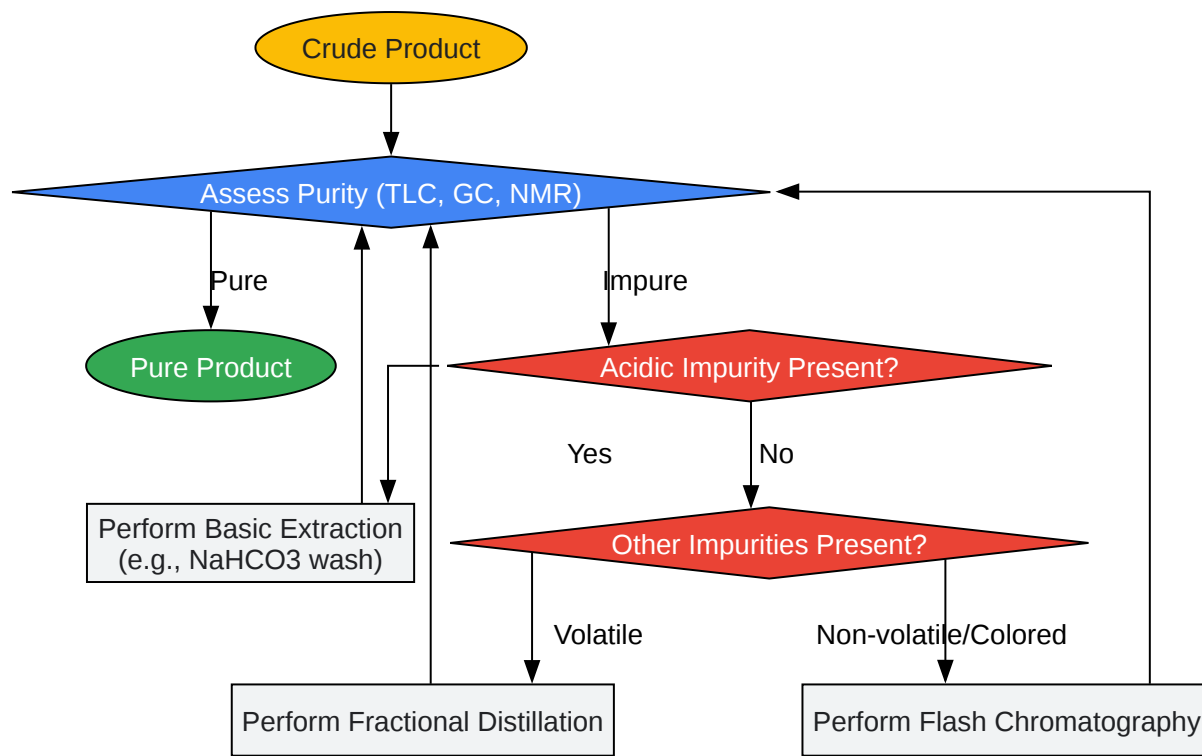 Crude Product
Assess Purity (TLC, GC, NMR)
Pure
Impure
Pure Product
Acidic Impurity Present?
Yes
No
Perform Basic Extraction
(e.g., NaHCO3 wash)
Other Impurities Present?
Volatile
Non-volatile/Colored
Perform Fractional Distillation
Perform Flash Chromatography